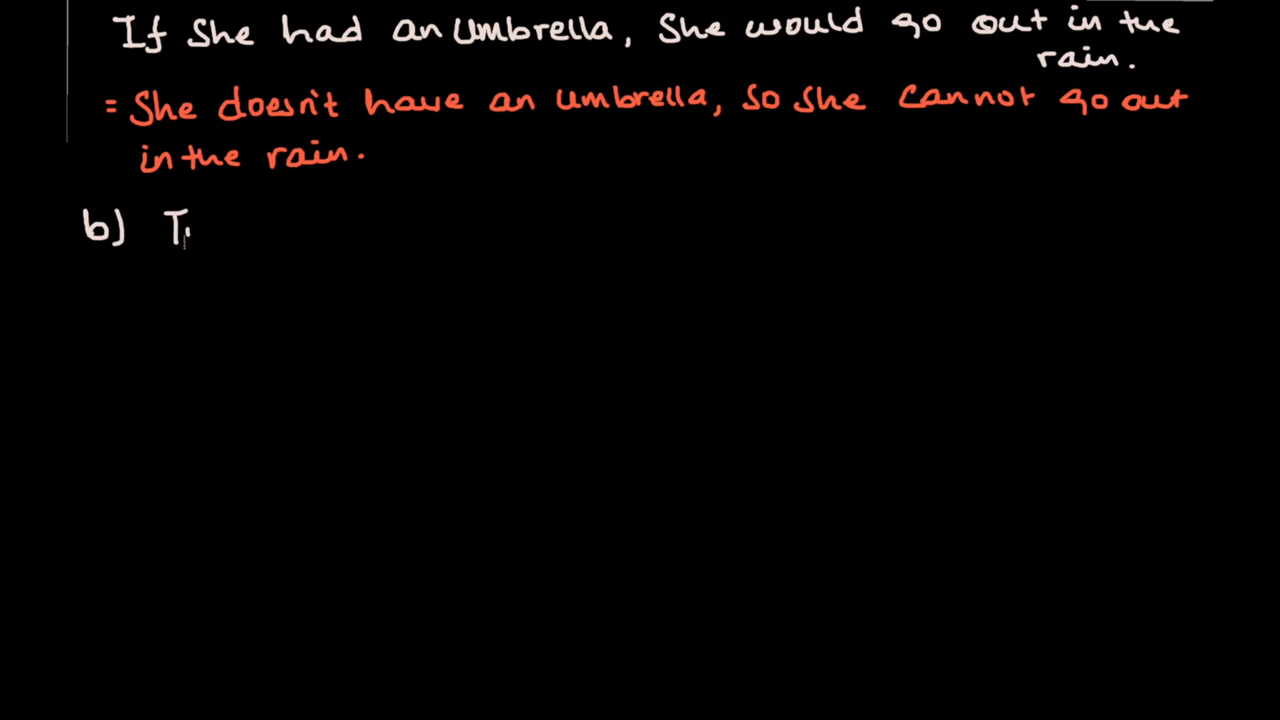 If She had an Umbrella, She would go out in the
rain.
= She doesn't have an Umbrella, so she cannot go out
in the rain.
b) T